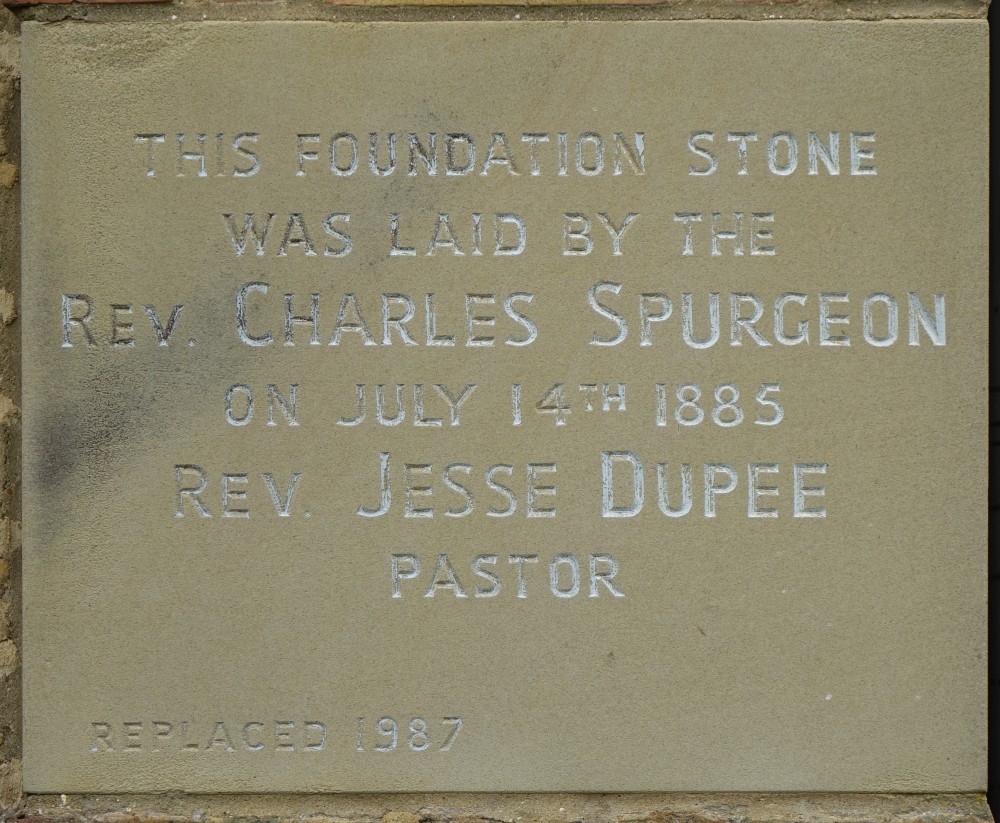 THIS FOUNDATION STONE
WAS LAID BY THE
REV. CHARLES SPURGEON
ON JULY 14TH 1885
REV. JESSE DUPEE
PASTOR
REPLACED 1987